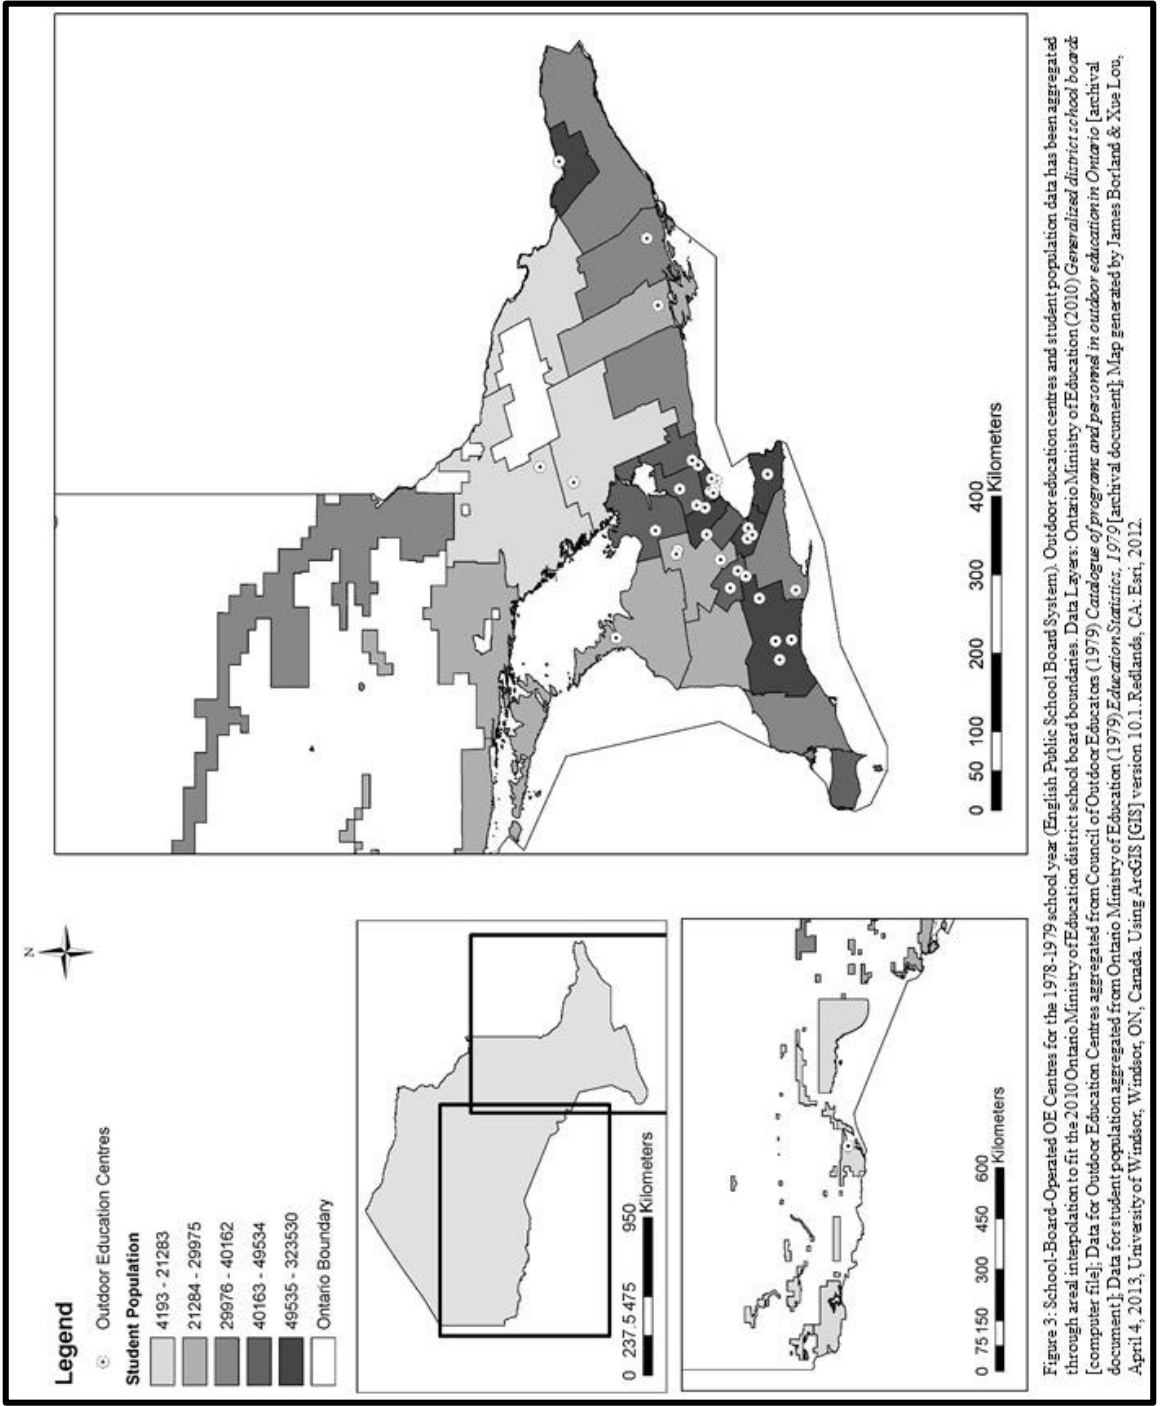 N
Legend
Outdoor Education Centres
Student Population
4193 - 21283
21284 - 29975
29976 - 40162
40163 - 49534
49535 - 323530
Ontario Boundary
0 237.5 475 950
Kilometers
0 75 150 300 450 600
Kilometers
0 50 100 200 300 400
Kilometers
Figure 3: School-Board-Operated OE Centres for the 1978-1979 school year (English Public School Board System). Outdoor education centres and student population data has been aggregated
through areal interpolation to fit the 2010 Ontario Ministry of Education district school board boundaries. Data Layers: Ontario Ministry of Education (2010) Generalized district school boards
[computer file]; Data for Outdoor Education Centres aggregated from Council of Outdoor Educators (1979) Catalogue of programs and personnel in outdoor education in Ontario [archival
document]; Data for student population aggregated from Ontario Ministry of Education (1979) Education Statistics, 1979 [archival document]; Map generated by James Borland & Xue Lou,
April 4, 2013, University of Windsor, Windsor, ON, Canada. Using ArcGIS [GIS] version 10.1. Redlands, CA: Esri, 2012.